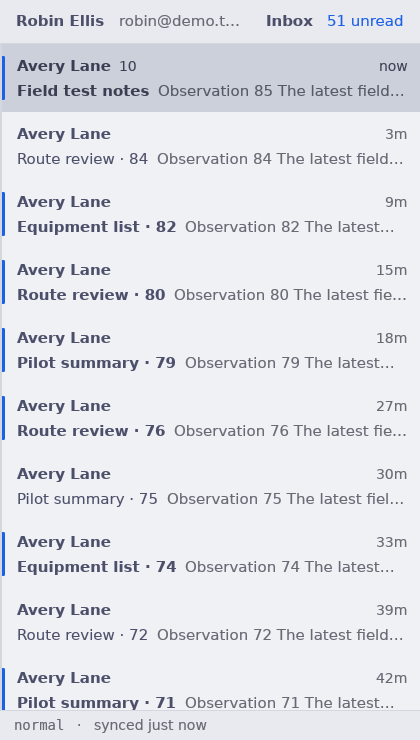 Robin Ellis robin@demo.t… Inbox 51 unread
Avery Lane 10 now
Field test notes Observation 85 The latest field…
Avery Lane 3m
Route review · 84 Observation 84 The latest field…
Avery Lane 9m
Equipment list · 82 Observation 82 The latest…
Avery Lane 15m
Route review · 80 Observation 80 The latest fie…
Avery Lane 18m
Pilot summary · 79 Observation 79 The latest…
Avery Lane 27m
Route review · 76 Observation 76 The latest fie…
Avery Lane 30m
Pilot summary · 75 Observation 75 The latest fiel…
Avery Lane 33m
Equipment list · 74 Observation 74 The latest…
Avery Lane 39m
Route review · 72 Observation 72 The latest field…
Avery Lane 42m
Pilot summary · 71 Observation 71 The latest…
normal · synced just now